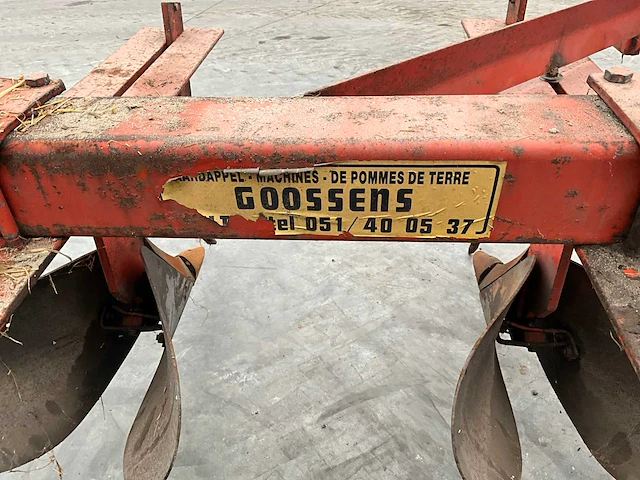 MACHINES - DE POMMES DE TERRE
GOOSSENS
tel 051/40 05 37